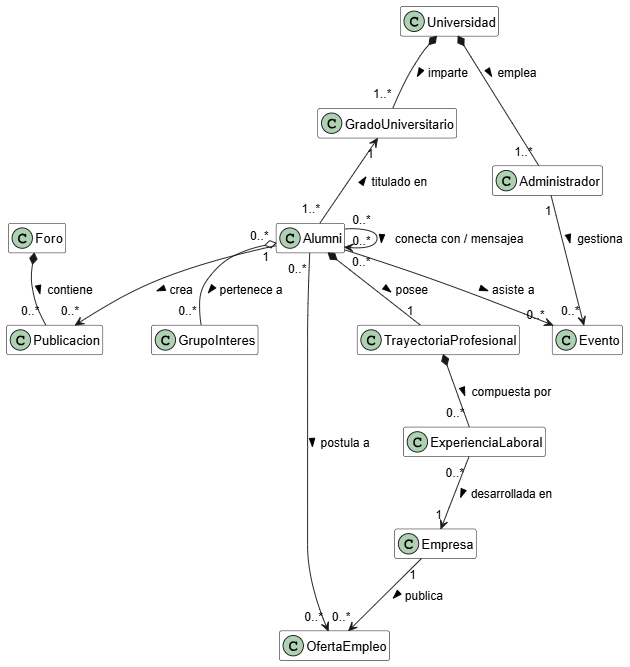 C Universidad
imparte
emplea
1..*
1..*
C GradoUniversitario
1
C Administrador
titulado en
1
gestiona
1..*
C Foro
C Alumni
0..*
0..*
0..*
conecta con / mensajea
1
0..*
0..*
contiene
crea
pertenece a
posee
asiste a
0..*
0..*
0..*
1
0..*
0..*
C Publicacion
C GrupoInteres
C TrayectoriaProfesional
C Evento
compuesta por
0..*
postula a
C ExperienciaLaboral
0..*
desarrollada en
1
C Empresa
1
publica
0..*
0..*
C OfertaEmpleo